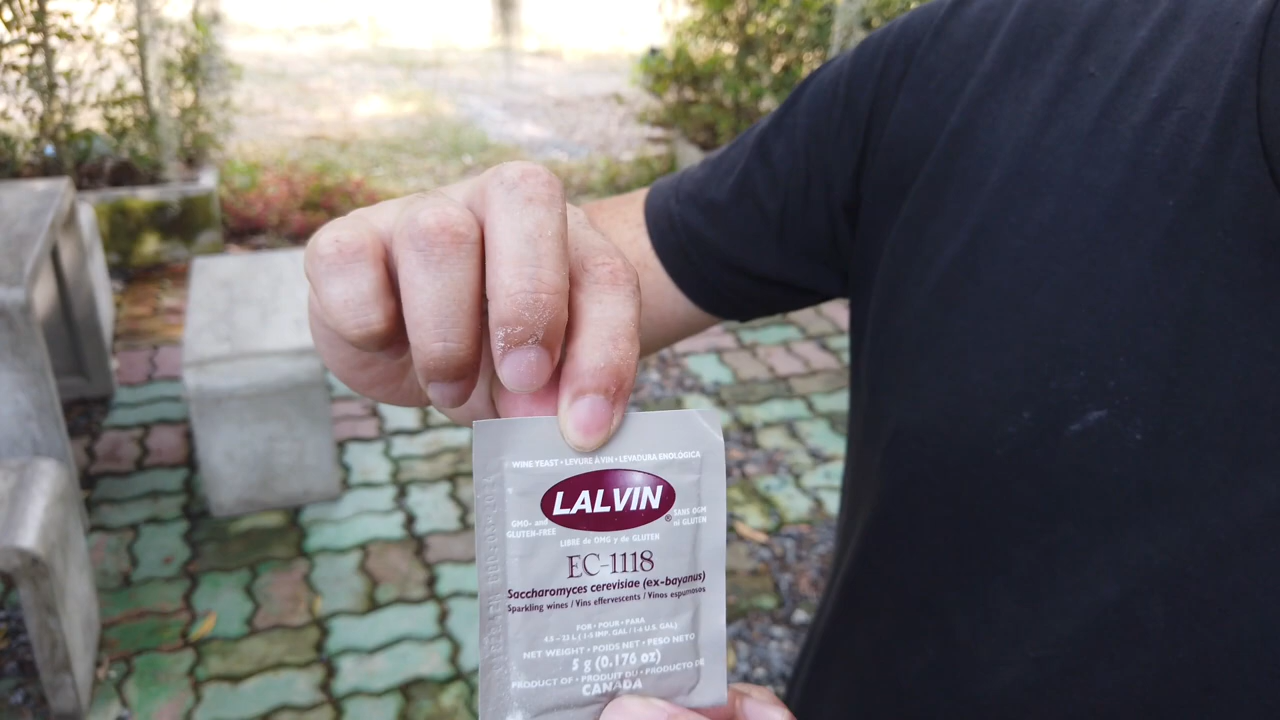 WINE YEAST • LEVURE À VIN • LEVADURA ENOLÓGICA
LALVIN
®
GMO- and
GLUTEN-FREE
SANS OGM
ni GLUTEN
LIBRE de OMG y de GLUTEN
EC-1118
Saccharomyces cerevisiae (ex-bayanus)
Sparkling wines / Vins effervescents / Vinos espumosos
FOR • POUR • PARA
4.5 – 23 L ( 1-5 IMP. GAL / 1-6 U.S. GAL)
NET WEIGHT • POIDS NET • PESO NETO
5 g (0.176 oz)
PRODUCT OF • PRODUIT DU • PRODUCTO DE
CANADA